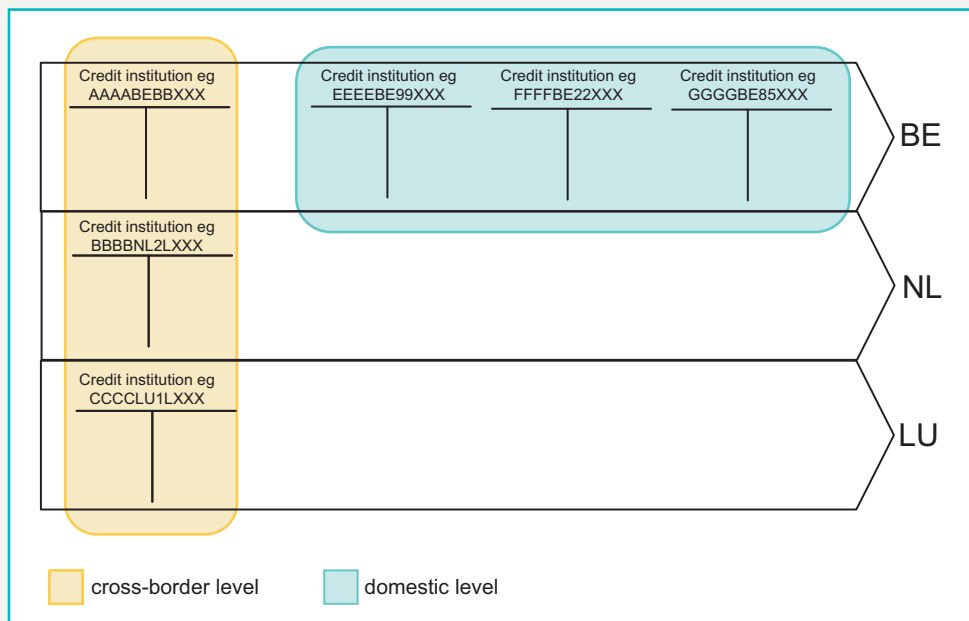 Credit institution eg
AAAABEBBXXX
Credit institution eg
EEEEBE99XXX
Credit institution eg
FFFFBE22XXX
Credit institution eg
GGGGBE85XXX
BE
Credit institution eg
BBBBNL2LXXX
NL
Credit institution eg
CCCCLU1LXXX
LU
cross-border level
domestic level